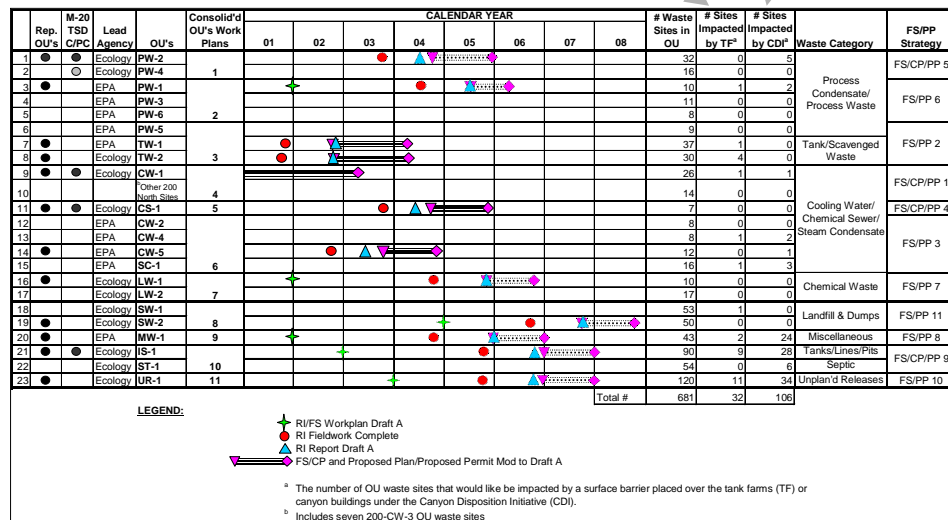 CALENDAR YEAR
Rep. OU's M-20 TSD C/PC Lead Agency OU's Consolid'd OU's Work Plans 01 02 03 04 05 06 07 08 # Waste Sites in OU # Sites Impacted by TFa # Sites Impacted by CDIa Waste Category FS/PP Strategy
1 Ecology PW-2 32 0 5 FS/CP/PP 5
2 Ecology PW-4 1 16 0 0
3 EPA PW-1 10 1 2 FS/PP 6
4 EPA PW-3 11 0 0
5 EPA PW-6 2 8 0 0
Process Condensate/ Process Waste
6 EPA PW-5 9 0 0 FS/PP 2
7 EPA TW-1 37 1 0 Tank/Scavenged Waste
8 Ecology TW-2 3 30 4 0
9 Ecology CW-1 26 1 1 FS/CP/PP 1
10 bOther 200 North Sites 4 14 0 0
11 Ecology CS-1 5 7 0 0 FS/CP/PP 4
Cooling Water/ Chemical Sewer/ Steam Condensate
12 EPA CW-2 8 0 0 FS/PP 3
13 EPA CW-4 8 1 2
14 EPA CW-5 12 0 1
15 EPA SC-1 6 16 1 3
16 Ecology LW-1 10 0 0 Chemical Waste FS/PP 7
17 Ecology LW-2 7 17 0 0
18 Ecology SW-1 53 1 0 Landfill & Dumps FS/PP 11
19 Ecology SW-2 8 50 0 0
20 EPA MW-1 9 43 2 24 Miscellaneous FS/PP 8
21 Ecology IS-1 90 9 28 Tanks/Lines/Pits FS/CP/PP 9
22 Ecology ST-1 10 54 0 6 Septic
23 Ecology UR-1 11 120 11 34 Unplan'd Releases FS/PP 10
Total # 681 32 106
LEGEND:
RI/FS Workplan Draft A
RI Fieldwork Complete
RI Report Draft A
FS/CP and Proposed Plan/Proposed Permit Mod to Draft A
a The number of OU waste sites that would like be impacted by a surface barrier placed over the tank farms (TF) or
canyon buildings under the Canyon Disposition Initiative (CDI).
b Includes seven 200-CW-3 OU waste sites